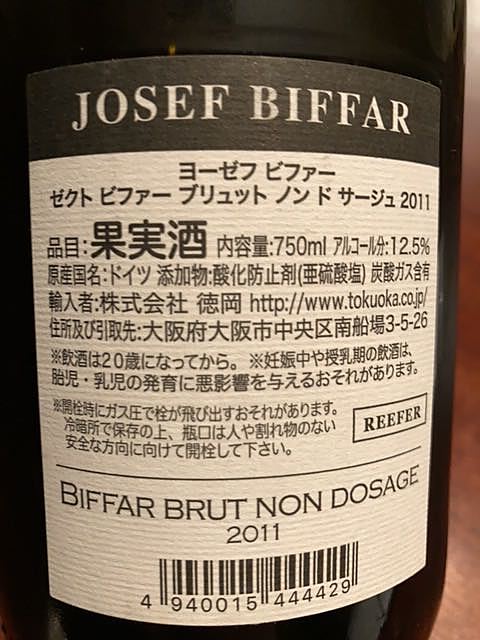 JOSEF BIFFAR
ヨーゼフ ビファー
ゼクト ビファー ブリュット ノン ド サージュ 2011
品目:果実酒 内容量:750ml アルコール分:12.5%
原産国名:ドイツ 添加物:酸化防止剤(亜硫酸塩) 炭酸ガス含有
輸入者:株式会社 徳岡 http://www.tokuoka.co.jp/
住所及び引取先:大阪府大阪市中央区南船場3-5-26
※飲酒は20歳になってから。※妊娠中や授乳期の飲酒は、
胎児・乳児の発育に悪影響を与えるおそれがあります。
※開栓時にガス圧で栓が飛び出すおそれがあります。
冷暗所で保存の上、瓶口は人や割れ物のない
安全な方向に向けて開栓して下さい。
REEFER
BIFFAR BRUT NON DOSAGE
2011
4 940015 444429